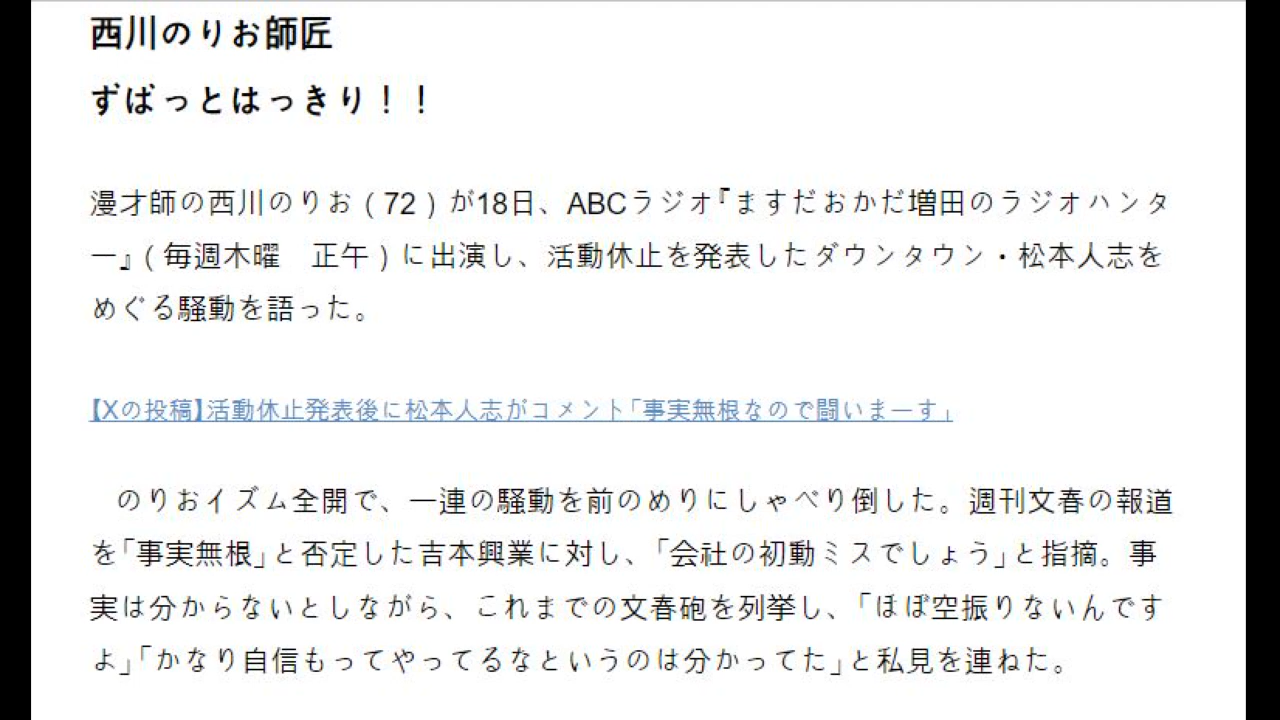 西川のりお師匠
ずばっとはっきり！！
漫才師の西川のりお（72）が18日、ABCラジオ『ますだおかだ増田のラジオハンタ
ー』（毎週木曜　正午）に出演し、活動休止を発表したダウンタウン・松本人志を
めぐる騒動を語った。
【Xの投稿】活動休止発表後に松本人志がコメント「事実無根なので闘いまーす」
　のりおイズム全開で、一連の騒動を前のめりにしゃべり倒した。週刊文春の報道
を「事実無根」と否定した吉本興業に対し、「会社の初動ミスでしょう」と指摘。事
実は分からないとしながら、これまでの文春砲を列挙し、「ほぼ空振りないんです
よ」「かなり自信もってやってるなというのは分かってた」と私見を連ねた。